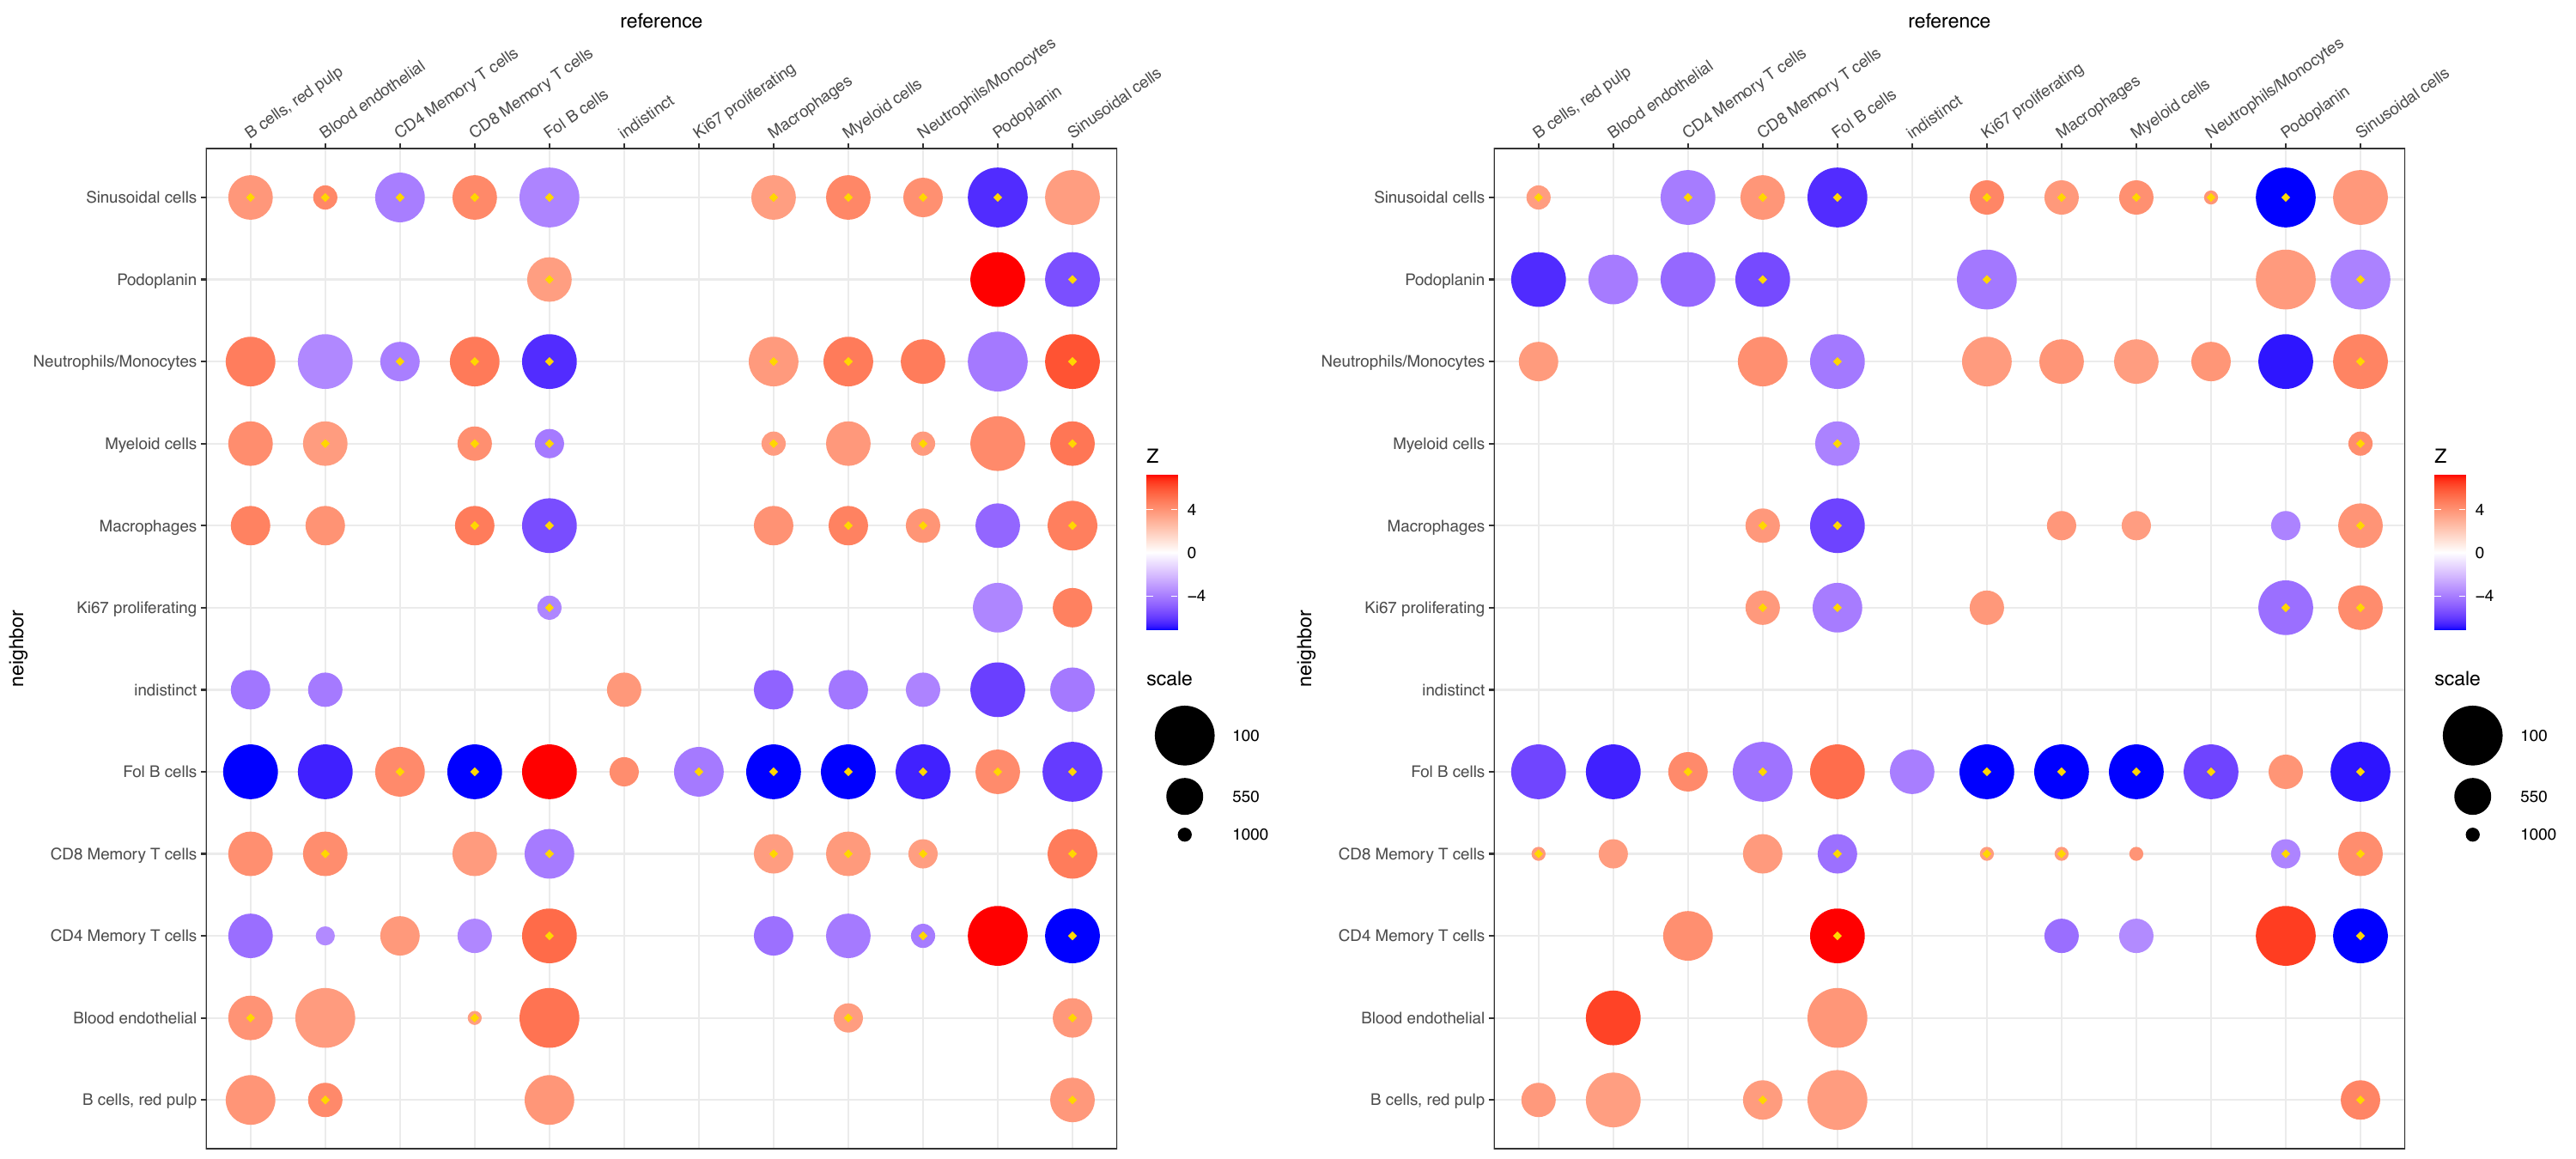 reference
B cells, red pulp
Blood endothelial
CD4 Memory T cells
CD8 Memory T cells
Fol B cells
indistinct
Ki67 proliferating
Macrophages
Myeloid cells
Neutrophils/Monocytes
Podoplanin
Sinusoidal cells
neighbor
Sinusoidal cells
Podoplanin
Neutrophils/Monocytes
Myeloid cells
Macrophages
Ki67 proliferating
indistinct
Fol B cells
CD8 Memory T cells
CD4 Memory T cells
Blood endothelial
B cells, red pulp
Z
4
0
−4
scale
100
550
1000
reference
B cells, red pulp
Blood endothelial
CD4 Memory T cells
CD8 Memory T cells
Fol B cells
indistinct
Ki67 proliferating
Macrophages
Myeloid cells
Neutrophils/Monocytes
Podoplanin
Sinusoidal cells
neighbor
Sinusoidal cells
Podoplanin
Neutrophils/Monocytes
Myeloid cells
Macrophages
Ki67 proliferating
indistinct
Fol B cells
CD8 Memory T cells
CD4 Memory T cells
Blood endothelial
B cells, red pulp
Z
4
0
−4
scale
100
550
1000